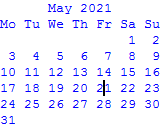 May 2021
Mo Tu We Th Fr Sa Su
1 2
3 4 5 6 7 8 9
10 11 12 13 14 15 16
17 18 19 20 21 22 23
24 25 26 27 28 29 30
31